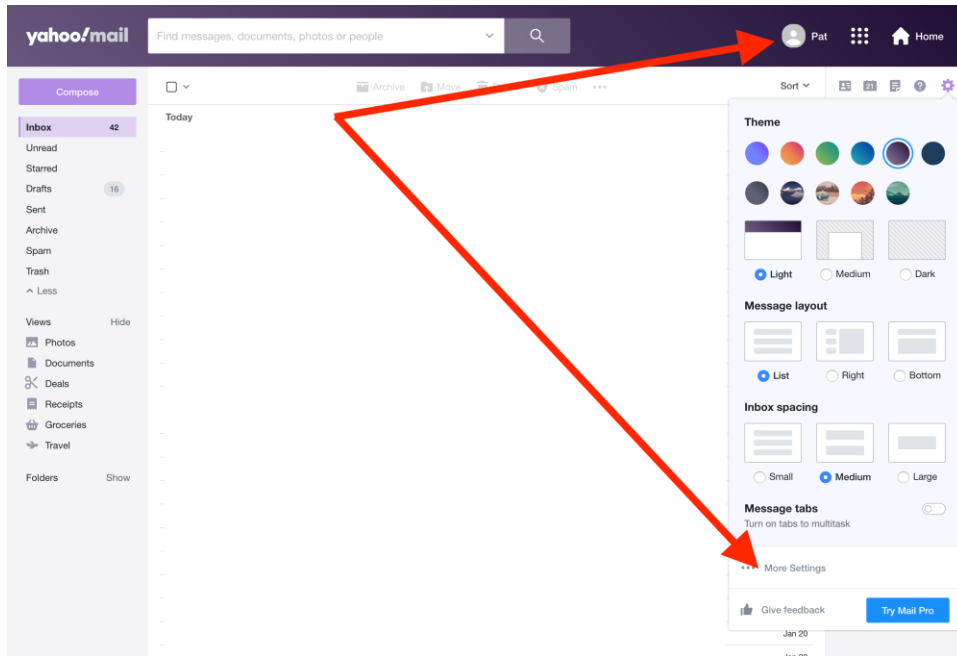 yahoo!mail
Find messages, documents, photos or people
Pat
Home
Compose
Archive Move Spam
Sort
21
Today
Inbox 42
Unread
Starred
Drafts 16
Sent
Archive
Spam
Trash
Less
Views Hide
Photos
Documents
Deals
Receipts
Groceries
Travel
Folders Show
Theme
Light Medium Dark
Message layout
List Right Bottom
Inbox spacing
Small Medium Large
Message tabs
Turn on tabs to multitask
More Settings
Give feedback Try Mail Pro
Jan 20